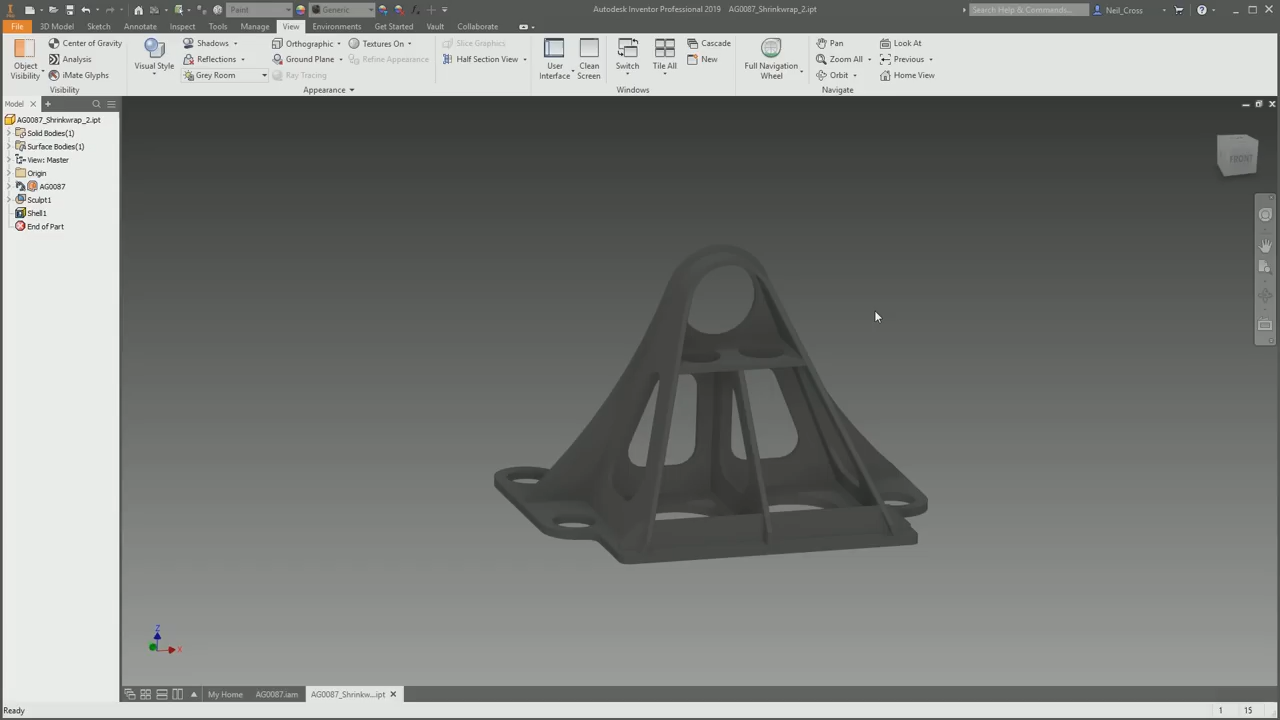 Paint
Generic
Autodesk Inventor Professional 2019 AG0087_Shrinkwrap_2.ipt
Search Help & Commands...
Neil_Cross
File 3D Model Sketch Annotate Inspect Tools Manage View Environments Get Started Vault Collaborate
Object Visibility
Center of Gravity
Analysis
iMate Glyphs
Visibility
Visual Style
Shadows
Reflections
Grey Room
Orthographic
Ground Plane
Ray Tracing
Textures On
Refine Appearance
Appearance
Slice Graphics
Half Section View
User Interface
Clean Screen
Switch
Tile All
Cascade
New
Windows
Full Navigation Wheel
Pan
Zoom All
Orbit
Look At
Previous
Home View
Navigate
Model
AG0087_Shrinkwrap_2.ipt
Solid Bodies(1)
Surface Bodies(1)
View: Master
Origin
AG0087
Sculpt1
Shell1
End of Part
FRONT
Z
X
My Home AG0087.iam AG0087_Shrinkw...ipt
Ready
1 15